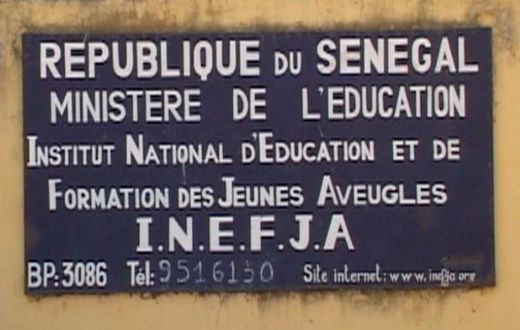 REPUBLIQUE DU SENEGAL
MINISTERE DE L'EDUCATION
INSTITUT NATIONAL D'EDUCATION ET DE
FORMATION DES JEUNES AVEUGLES
I.N.E.F.J.A
BP: 3086 Tél: 9516130 Site internet: www.inefja.org